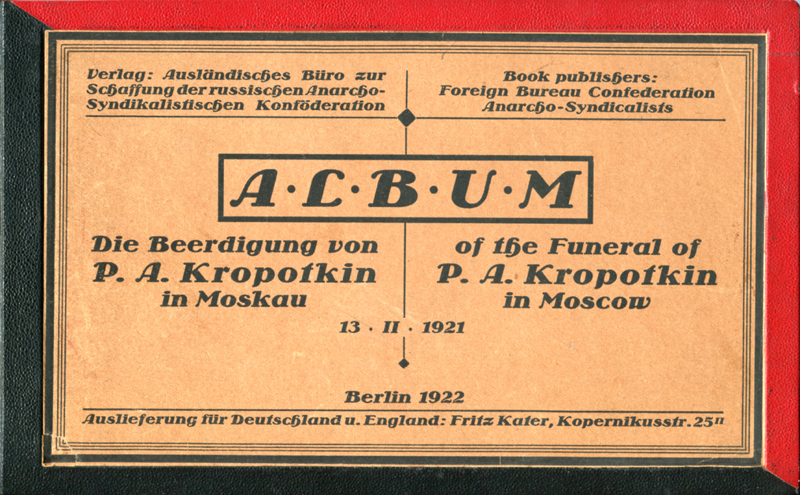 Verlag: Ausländisches Büro zur
Schaffung der russischen Anarcho-
Syndikalistischen Konföderation
Book publishers:
Foreign Bureau Confederation
Anarcho-Syndicalists
A·L·B·U·M
Die Beerdigung von
P. A. Kropotkin
in Moskau
of the Funeral of
P. A. Kropotkin
in Moscow
13 · II · 1921
Berlin 1922
Auslieferung für Deutschland u. England: Fritz Kater, Kopernikusstr. 25 II